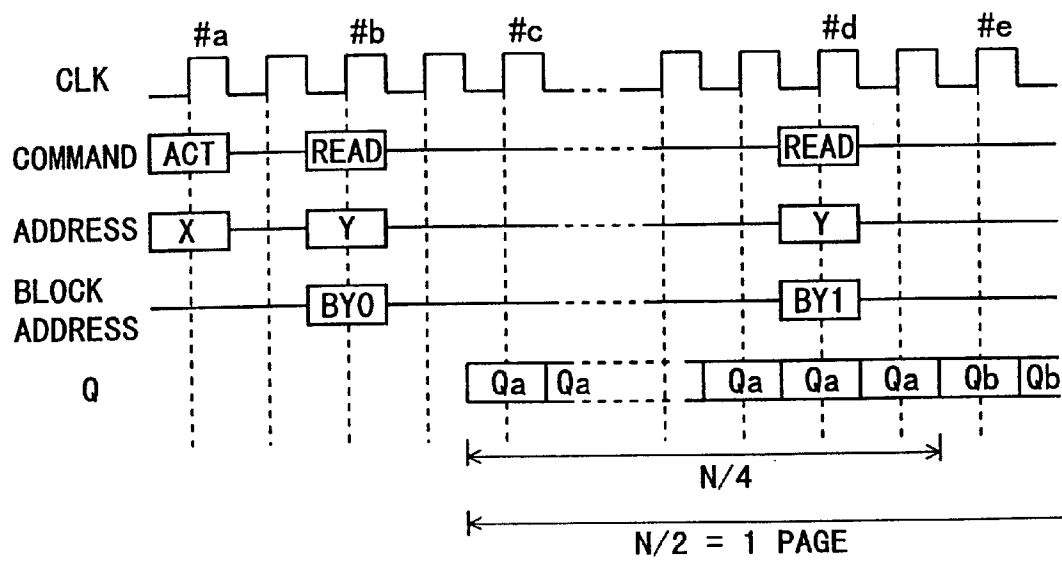 #a #b #c #d #e
CLK
COMMAND ACT READ READ
ADDRESS X Y Y
BLOCK
ADDRESS BY0 BY1
Q Qa Qa Qa Qa Qa Qb Qb
N/4
N/2 = 1 PAGE